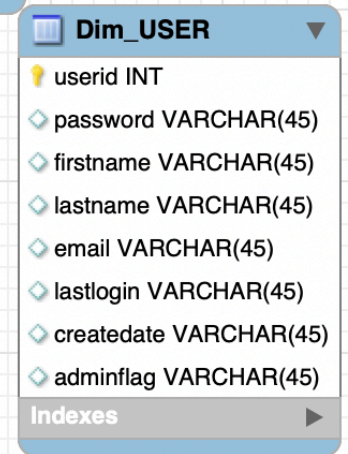 Dim_USER
userid INT
password VARCHAR(45)
firstname VARCHAR(45)
lastname VARCHAR(45)
email VARCHAR(45)
lastlogin VARCHAR(45)
createdate VARCHAR(45)
adminflag VARCHAR(45)
Indexes